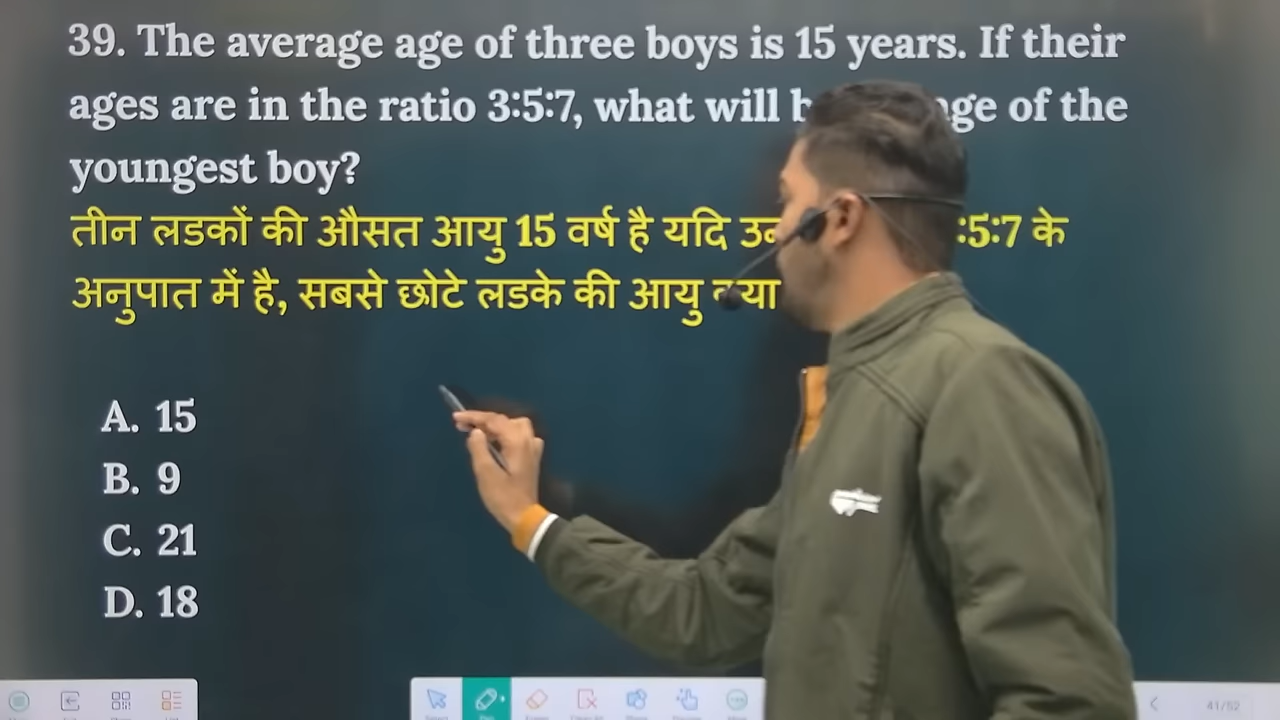 39. The average age of three boys is 15 years. If their
ages are in the ratio 3:5:7, what will of the
youngest boy?
तीन लडकों की औसत आयु 15 वर्ष है यदि :5:7 के
अनुपात में है, सबसे छोटे लडके की आयु
A. 15
B. 9
C. 21
D. 18
41/52